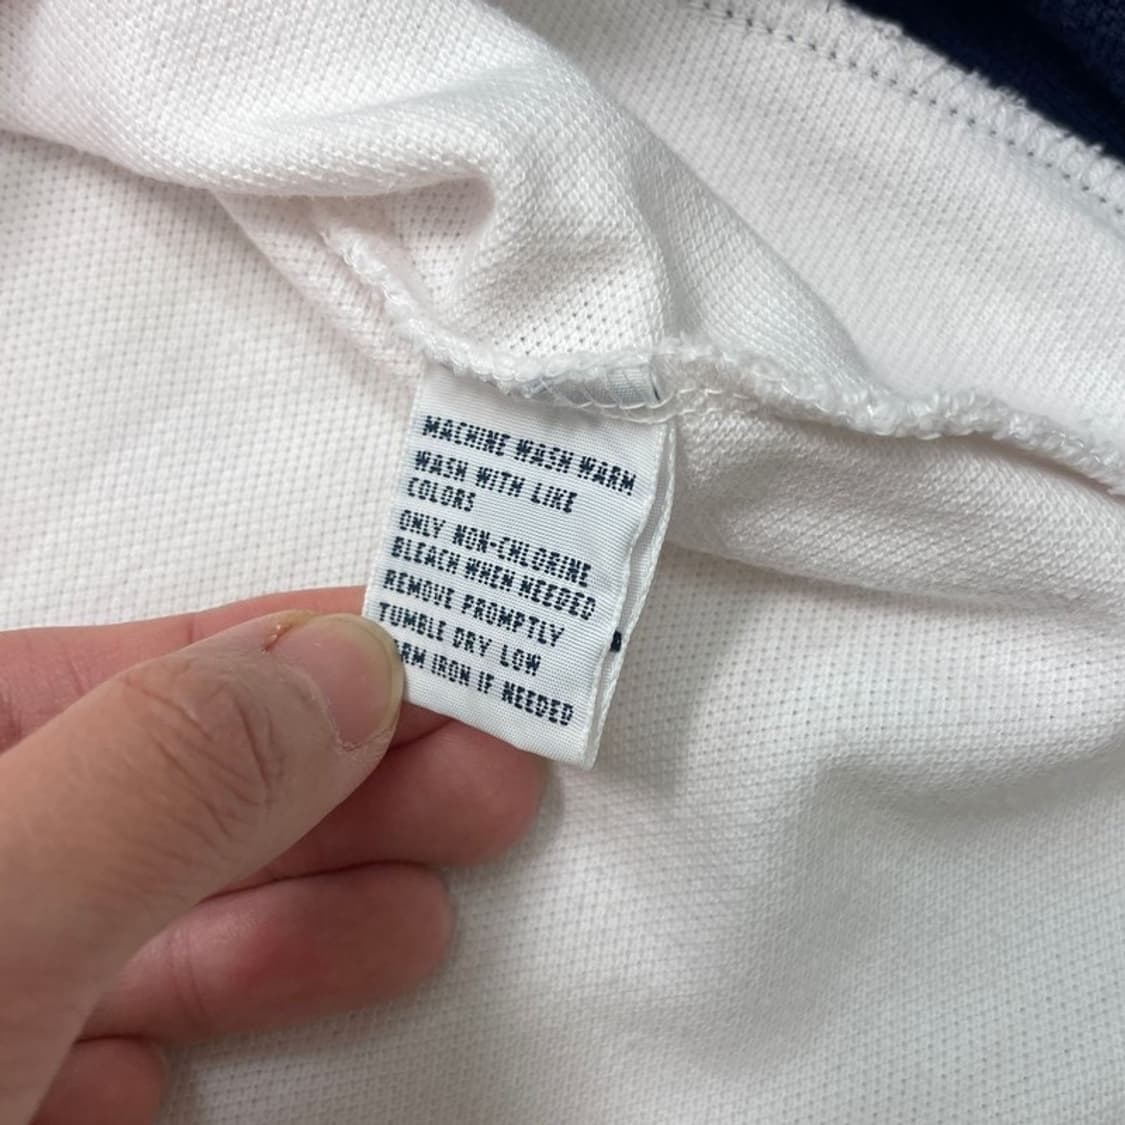 MACHINE WASH WARM
WASH WITH LIKE
COLORS
ONLY NON-CHLORINE
BLEACH WHEN NEEDED
REMOVE PROMPTLY
TUMBLE DRY LOW
IRON IF NEEDED